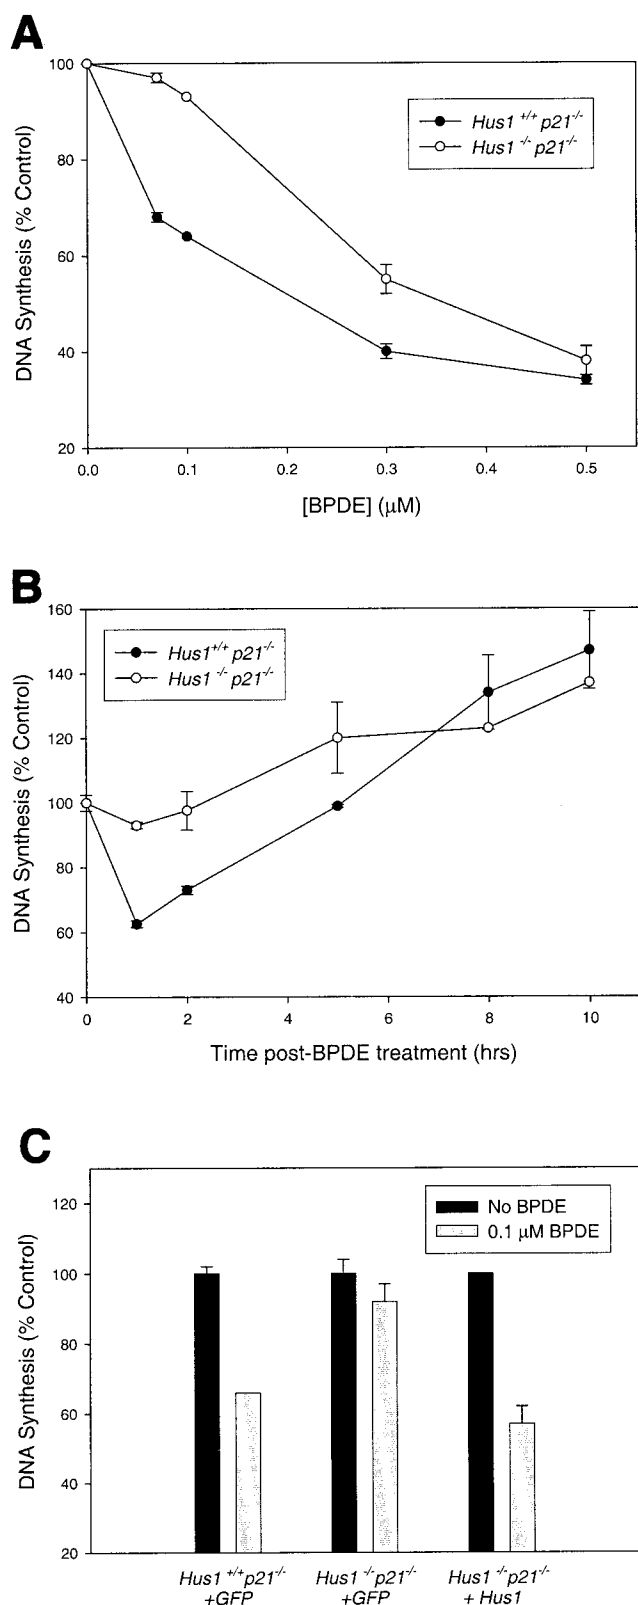 A
100
80
60
40
20
DNA Synthesis (% Control)
Hus1 +/+ p21-/-
Hus1 -/- p21-/-
0.0 0.1 0.2 0.3 0.4 0.5
[BPDE] (μM)
B
160
140
120
100
80
60
40
DNA Synthesis (% Control)
Hus1+/+ p21-/-
Hus1 -/- p21-/-
0 2 4 6 8 10
Time post-BPDE treatment (hrs)
C
120
100
80
60
40
20
DNA Synthesis (% Control)
No BPDE
0.1 μM BPDE
Hus1 +/+p21-/- Hus1 -/-p21-/- Hus1 -/-p21-/-
+GFP +GFP + Hus1